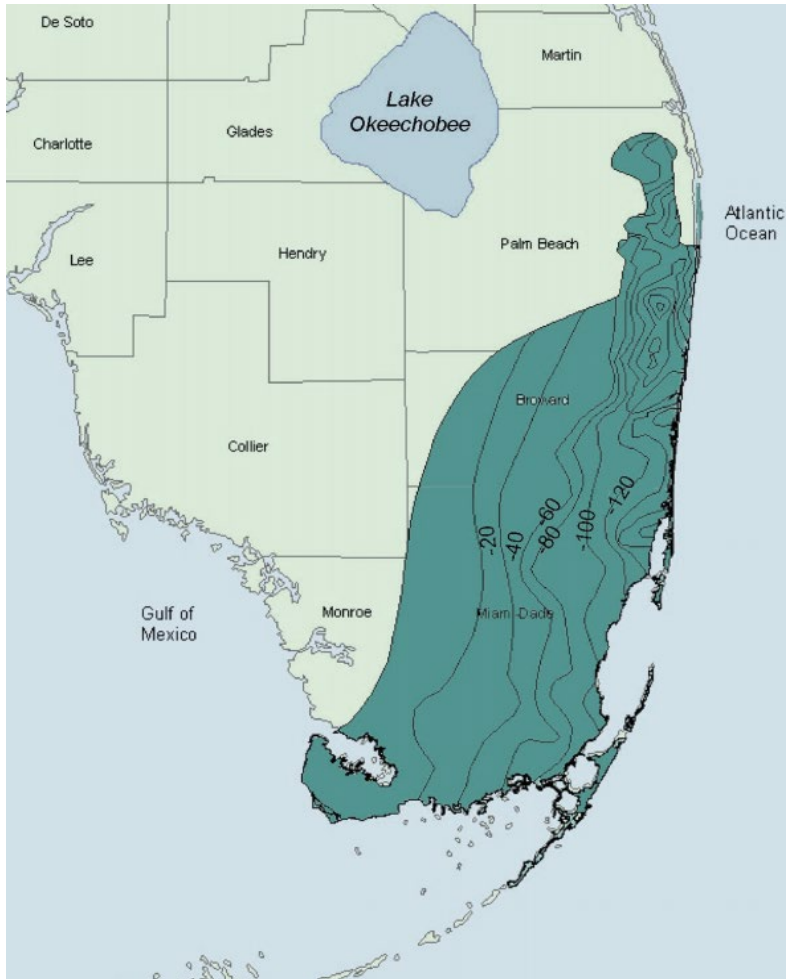 De Soto
Martin
Lake
Okeechobee
Glades
Charlotte
Atlantic
Ocean
Palm Beach
Hendry
Lee
Broward
Collier
-20
-40
-60
-80
-100
-120
Gulf of
Mexico
Monroe
Miami-Dade